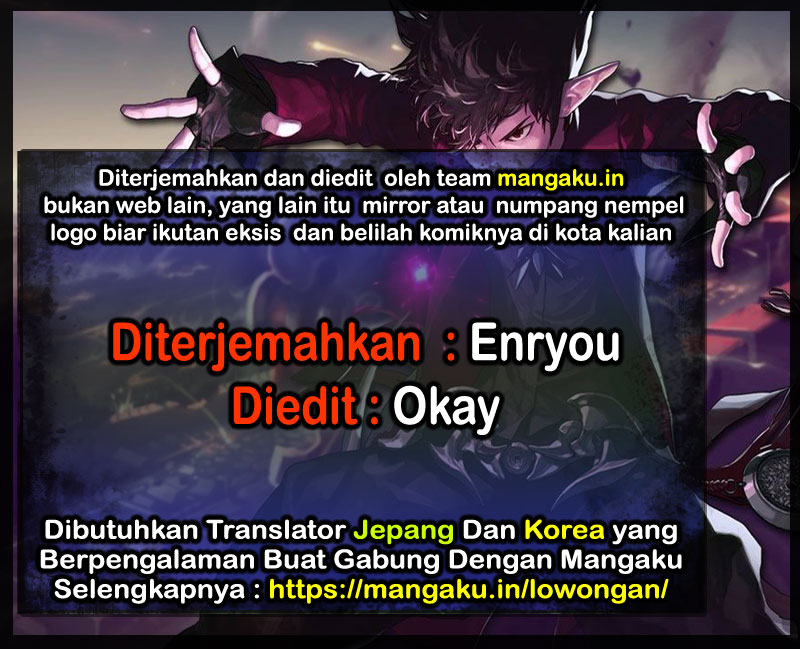 Diterjemahkan dan diedit oleh team mangaku.in
bukan web lain, yang lain itu mirror atau numpang nempel
logo biar ikutan eksis dan belilah komiknya di kota kalian
Diterjemahkan : Enryou
Diedit : Okay
Dibutuhkan Translator Jepang Dan Korea yang
Berpengalaman Buat Gabung Dengan Mangaku
Selengkapnya : https://mangaku.in/lowongan/